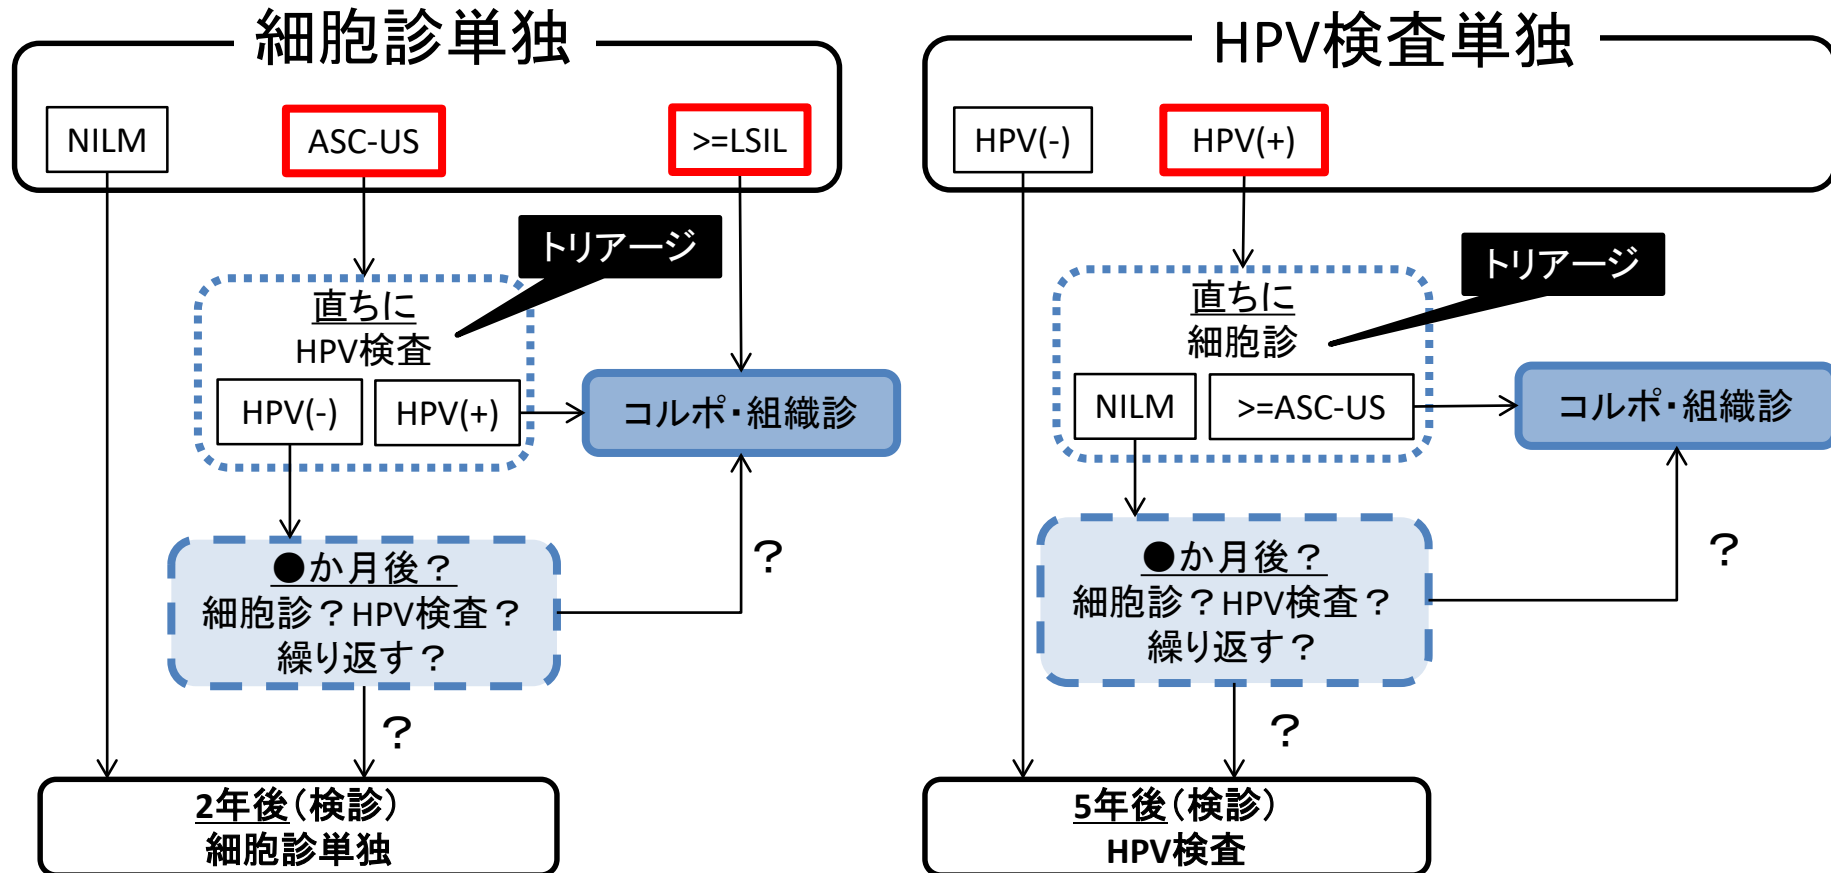 細胞診単独
NILM
ASC-US
>=LSIL
トリアージ
直ちに
HPV検査
HPV(-)
HPV(+)
コルポ・組織診
●か月後？
細胞診？HPV検査？
繰り返す？
？
？
2年後（検診）
細胞診単独
HPV検査単独
HPV(-)
HPV(+)
トリアージ
直ちに
細胞診
NILM
>=ASC-US
コルポ・組織診
●か月後？
細胞診？HPV検査？
繰り返す？
？
？
5年後（検診）
HPV検査